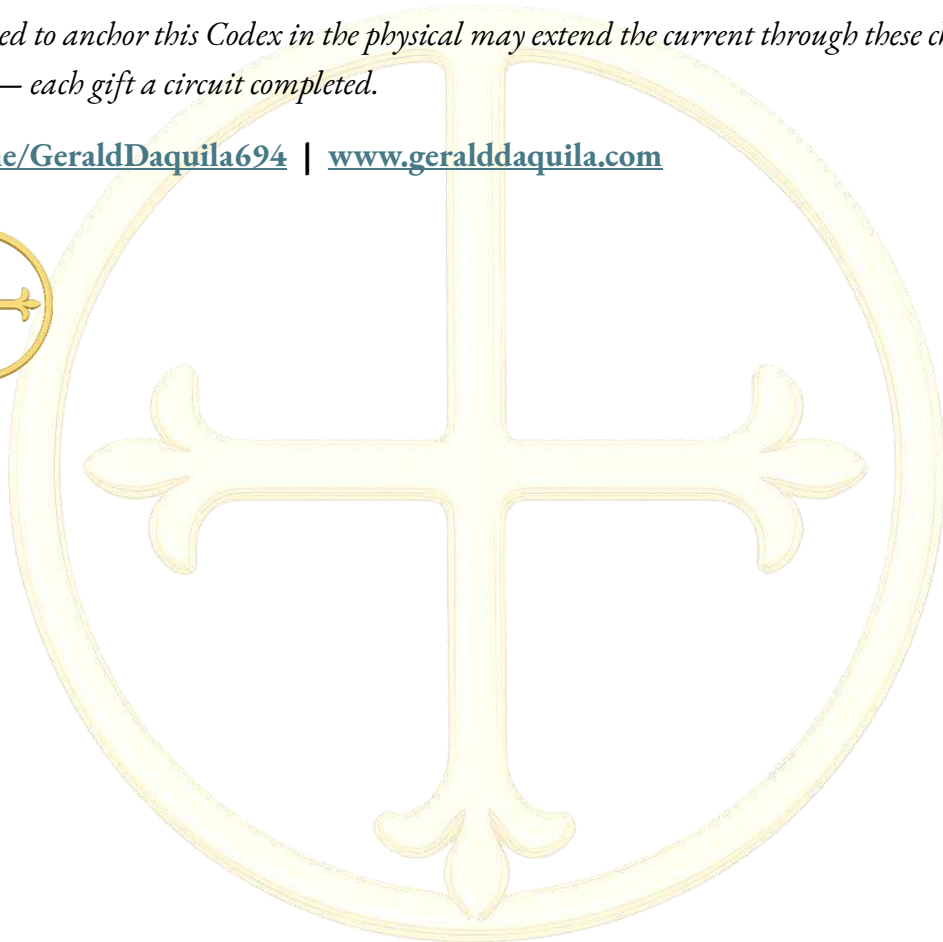 ed to anchor this Codex in the physical may extend the current through these
— each gift a circuit completed.
e/GeraldDaquila694 | www.geralddaquila.com